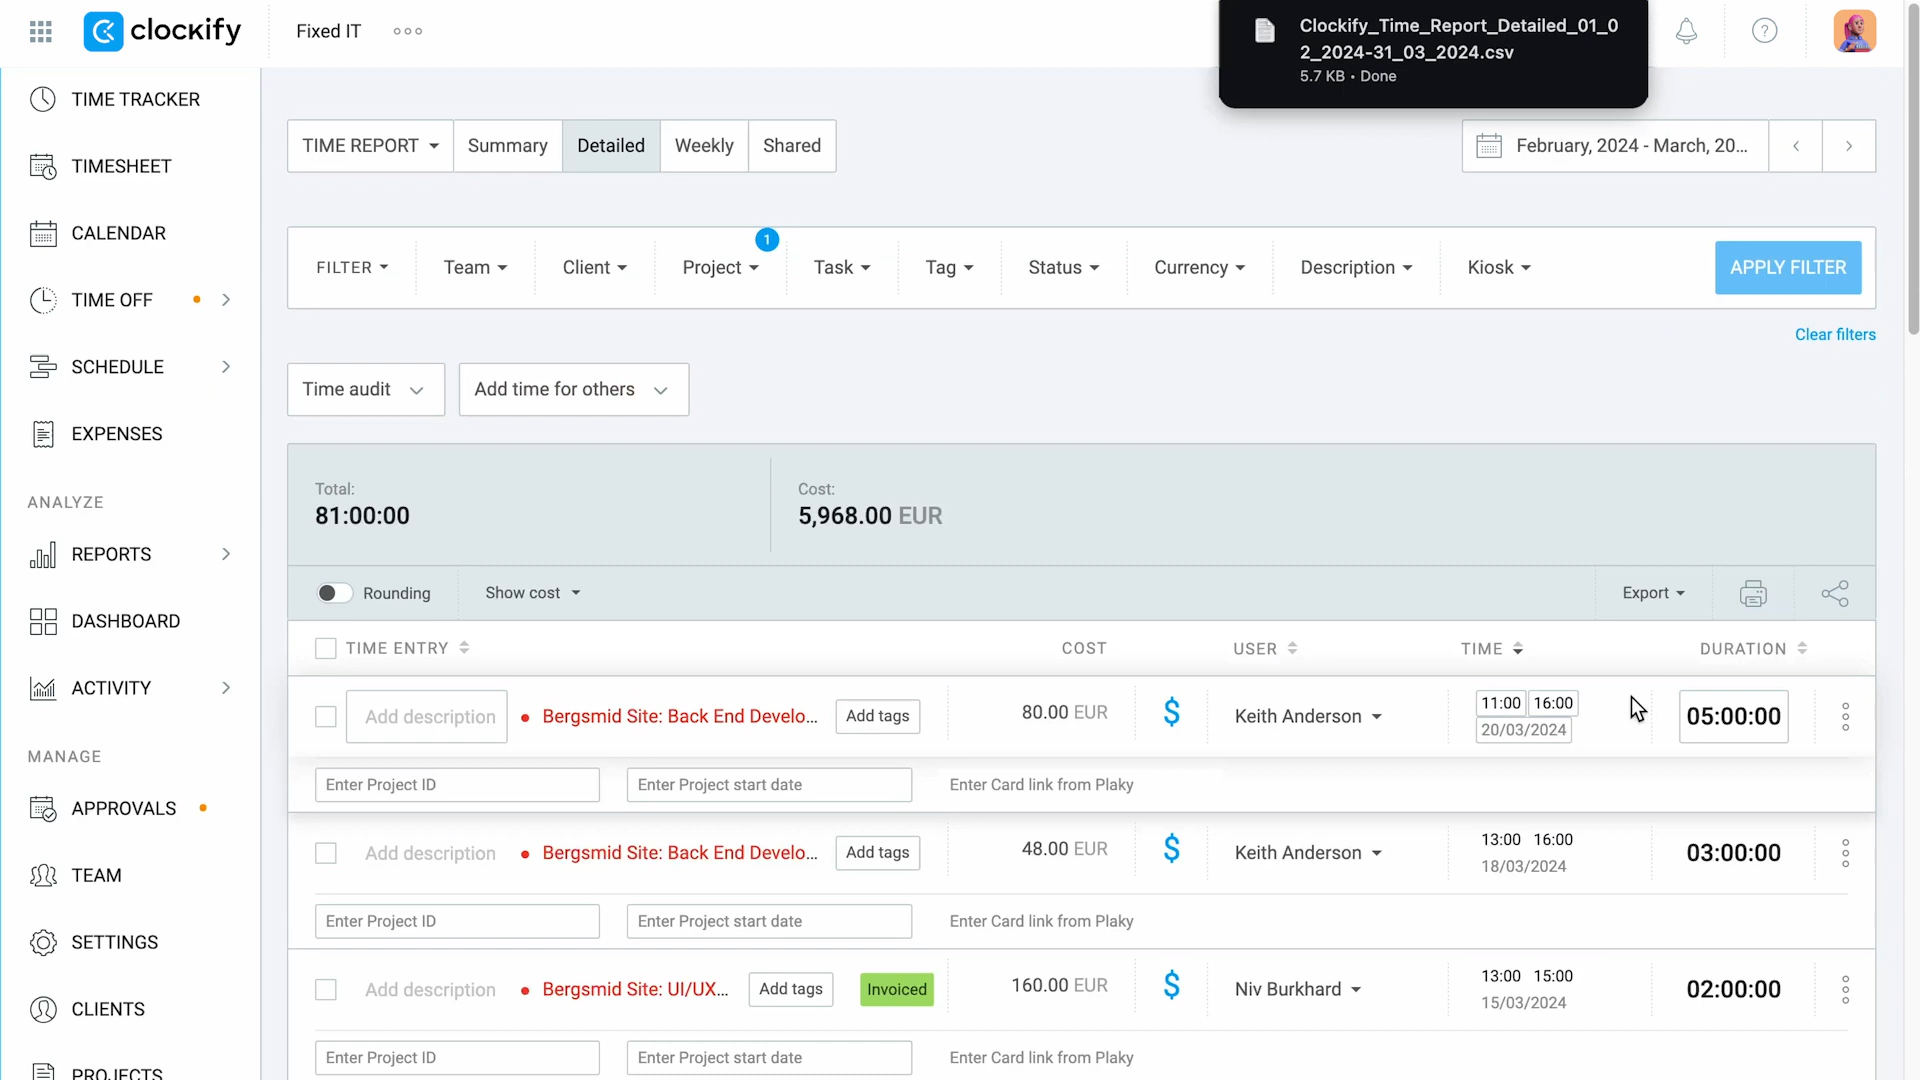 clockify
Fixed IT
Clockify_Time_Report_Detailed_01_0
2_2024-31_03_2024.csv
5.7 KB • Done
TIME TRACKER
TIMESHEET
CALENDAR
TIME OFF
SCHEDULE
EXPENSES
ANALYZE
REPORTS
DASHBOARD
ACTIVITY
MANAGE
APPROVALS
TEAM
SETTINGS
CLIENTS
PROJECTS
TIME REPORT Summary Detailed Weekly Shared
February, 2024 - March, 20...
1
FILTER Team Client Project Task Tag Status Currency Description Kiosk APPLY FILTER
Clear filters
Time audit Add time for others
Total: Cost:
81:00:00 5,968.00 EUR
Rounding Show cost Export
TIME ENTRY COST USER TIME DURATION
Add description Bergsmid Site: Back End Develo... Add tags 80.00 EUR $ Keith Anderson 11:00 16:00 05:00:00
20/03/2024
Enter Project ID Enter Project start date Enter Card link from Plaky
Add description Bergsmid Site: Back End Develo... Add tags 48.00 EUR $ Keith Anderson 13:00 16:00 03:00:00
18/03/2024
Enter Project ID Enter Project start date Enter Card link from Plaky
Add description Bergsmid Site: UI/UX... Add tags Invoiced 160.00 EUR $ Niv Burkhard 13:00 15:00 02:00:00
15/03/2024
Enter Project ID Enter Project start date Enter Card link from Plaky